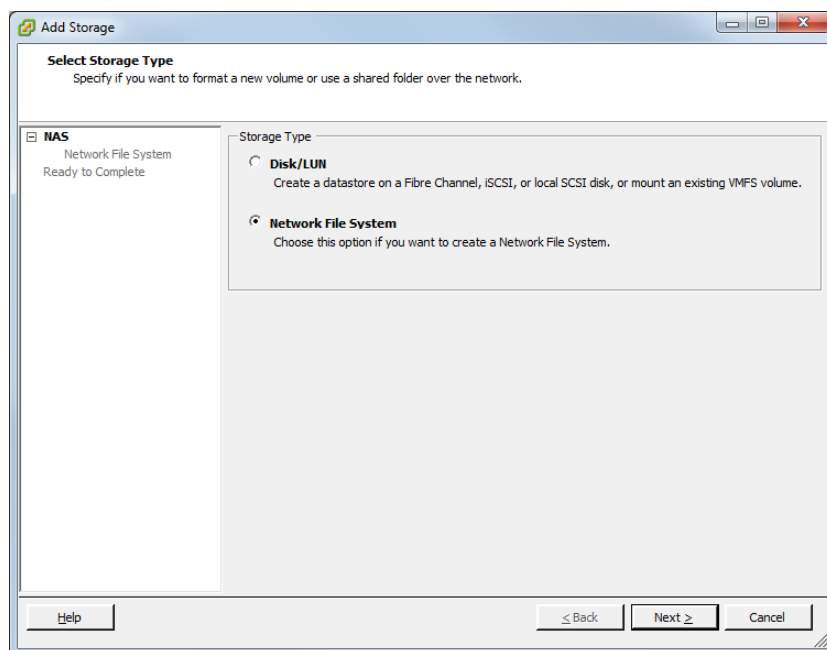 Add Storage
Select Storage Type
Specify if you want to format a new volume or use a shared folder over the network.
NAS
Network File System
Ready to Complete
Storage Type
Disk/LUN
Create a datastore on a Fibre Channel, iSCSI, or local SCSI disk, or mount an existing VMFS volume.
Network File System
Choose this option if you want to create a Network File System.
Help
< Back
Next >
Cancel